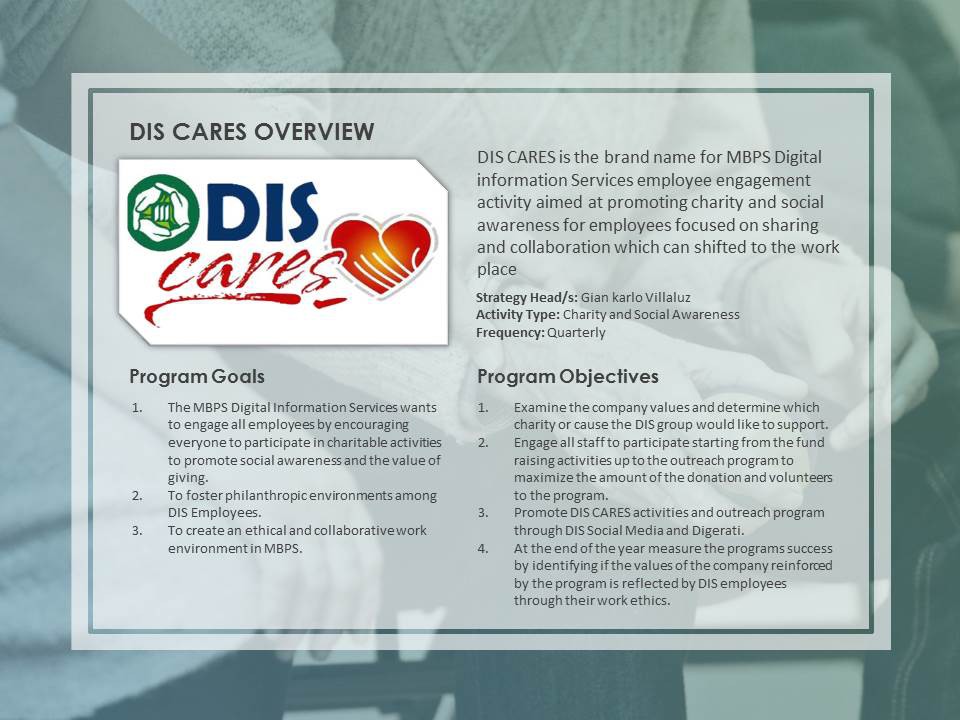 DIS CARES OVERVIEW
DIS
cares
DIS CARES is the brand name for MBPS Digital
information Services employee engagement
activity aimed at promoting charity and social
awareness for employees focused on sharing
and collaboration which can shifted to the work
place
Strategy Head/s: Gian karlo Villaluz
Activity Type: Charity and Social Awareness
Frequency: Quarterly
Program Goals
1. The MBPS Digital Information Services wants
to engage all employees by encouraging
everyone to participate in charitable activities
to promote social awareness and the value of
giving.
2. To foster philanthropic environments among
DIS Employees.
3. To create an ethical and collaborative work
environment in MBPS.
Program Objectives
1. Examine the company values and determine which
charity or cause the DIS group would like to support.
2. Engage all staff to participate starting from the fund
raising activities up to the outreach program to
maximize the amount of the donation and volunteers
to the program.
3. Promote DIS CARES activities and outreach program
through DIS Social Media and Digerati.
4. At the end of the year measure the programs success
by identifying if the values of the company reinforced
by the program is reflected by DIS employees
through their work ethics.